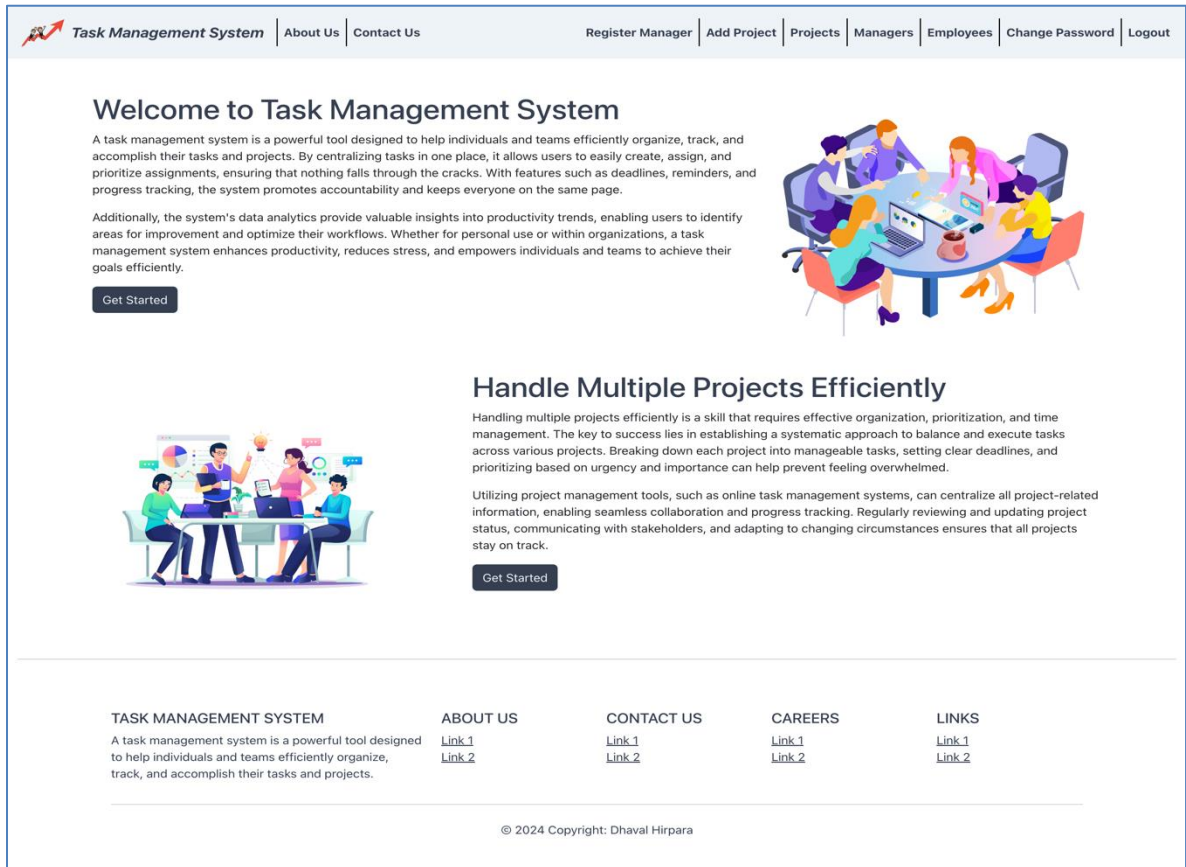 Task Management System About Us Contact Us Register Manager Add Project Projects Managers Employees Change Password Logout
Welcome to Task Management System
A task management system is a powerful tool designed to help individuals and teams efficiently organize, track, and
accomplish their tasks and projects. By centralizing tasks in one place, it allows users to easily create, assign, and
prioritize assignments, ensuring that nothing falls through the cracks. With features such as deadlines, reminders, and
progress tracking, the system promotes accountability and keeps everyone on the same page.
Additionally, the system's data analytics provide valuable insights into productivity trends, enabling users to identify
areas for improvement and optimize their workflows. Whether for personal use or within organizations, a task
management system enhances productivity, reduces stress, and empowers individuals and teams to achieve their
goals efficiently.
Get Started
Handle Multiple Projects Efficiently
Handling multiple projects efficiently is a skill that requires effective organization, prioritization, and time
management. The key to success lies in establishing a systematic approach to balance and execute tasks
across various projects. Breaking down each project into manageable tasks, setting clear deadlines, and
prioritizing based on urgency and importance can help prevent feeling overwhelmed.
Utilizing project management tools, such as online task management systems, can centralize all project-related
information, enabling seamless collaboration and progress tracking. Regularly reviewing and updating project
status, communicating with stakeholders, and adapting to changing circumstances ensures that all projects
stay on track.
Get Started
TASK MANAGEMENT SYSTEM
A task management system is a powerful tool designed
to help individuals and teams efficiently organize,
track, and accomplish their tasks and projects.
ABOUT US
Link 1
Link 2
CONTACT US
Link 1
Link 2
CAREERS
Link 1
Link 2
LINKS
Link 1
Link 2
© 2024 Copyright: Dhaval Hirpara